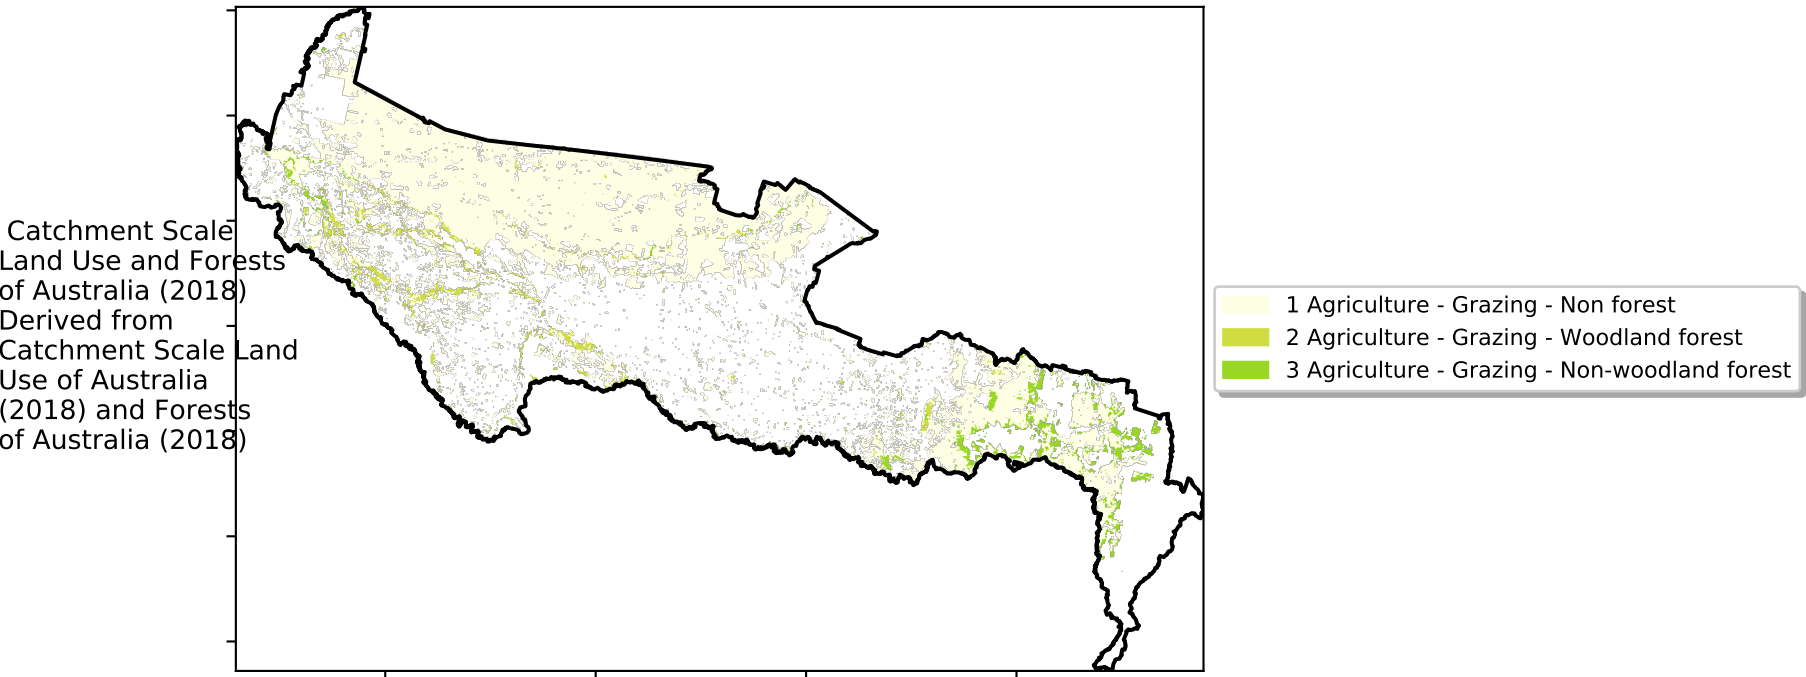 Catchment Scale
Land Use and Forests
of Australia (2018)
Derived from
Catchment Scale Land
Use of Australia
(2018) and Forests
of Australia (2018)
1 Agriculture - Grazing - Non forest
2 Agriculture - Grazing - Woodland forest
3 Agriculture - Grazing - Non-woodland forest